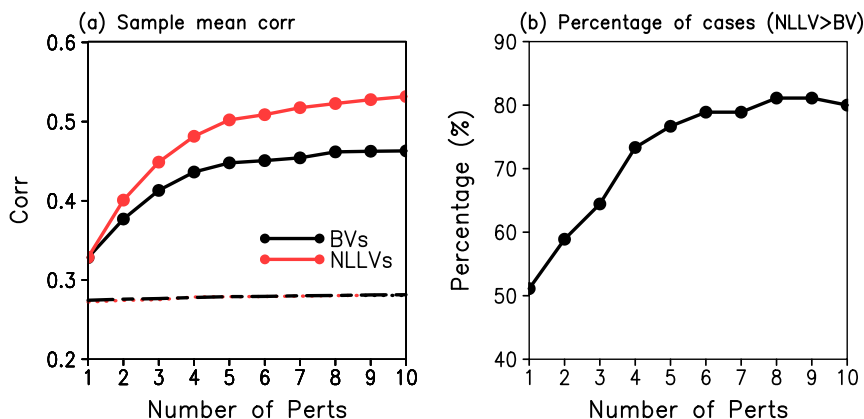 (a) Sample mean corr
0.6
0.5
0.4
0.3
0.2
Corr
BVs
NLLVs
1 2 3 4 5 6 7 8 9 10
Number of Perts
(b) Percentage of cases (NLLV>BV)
90
80
70
60
50
40
Percentage (%)
1 2 3 4 5 6 7 8 9 10
Number of Perts